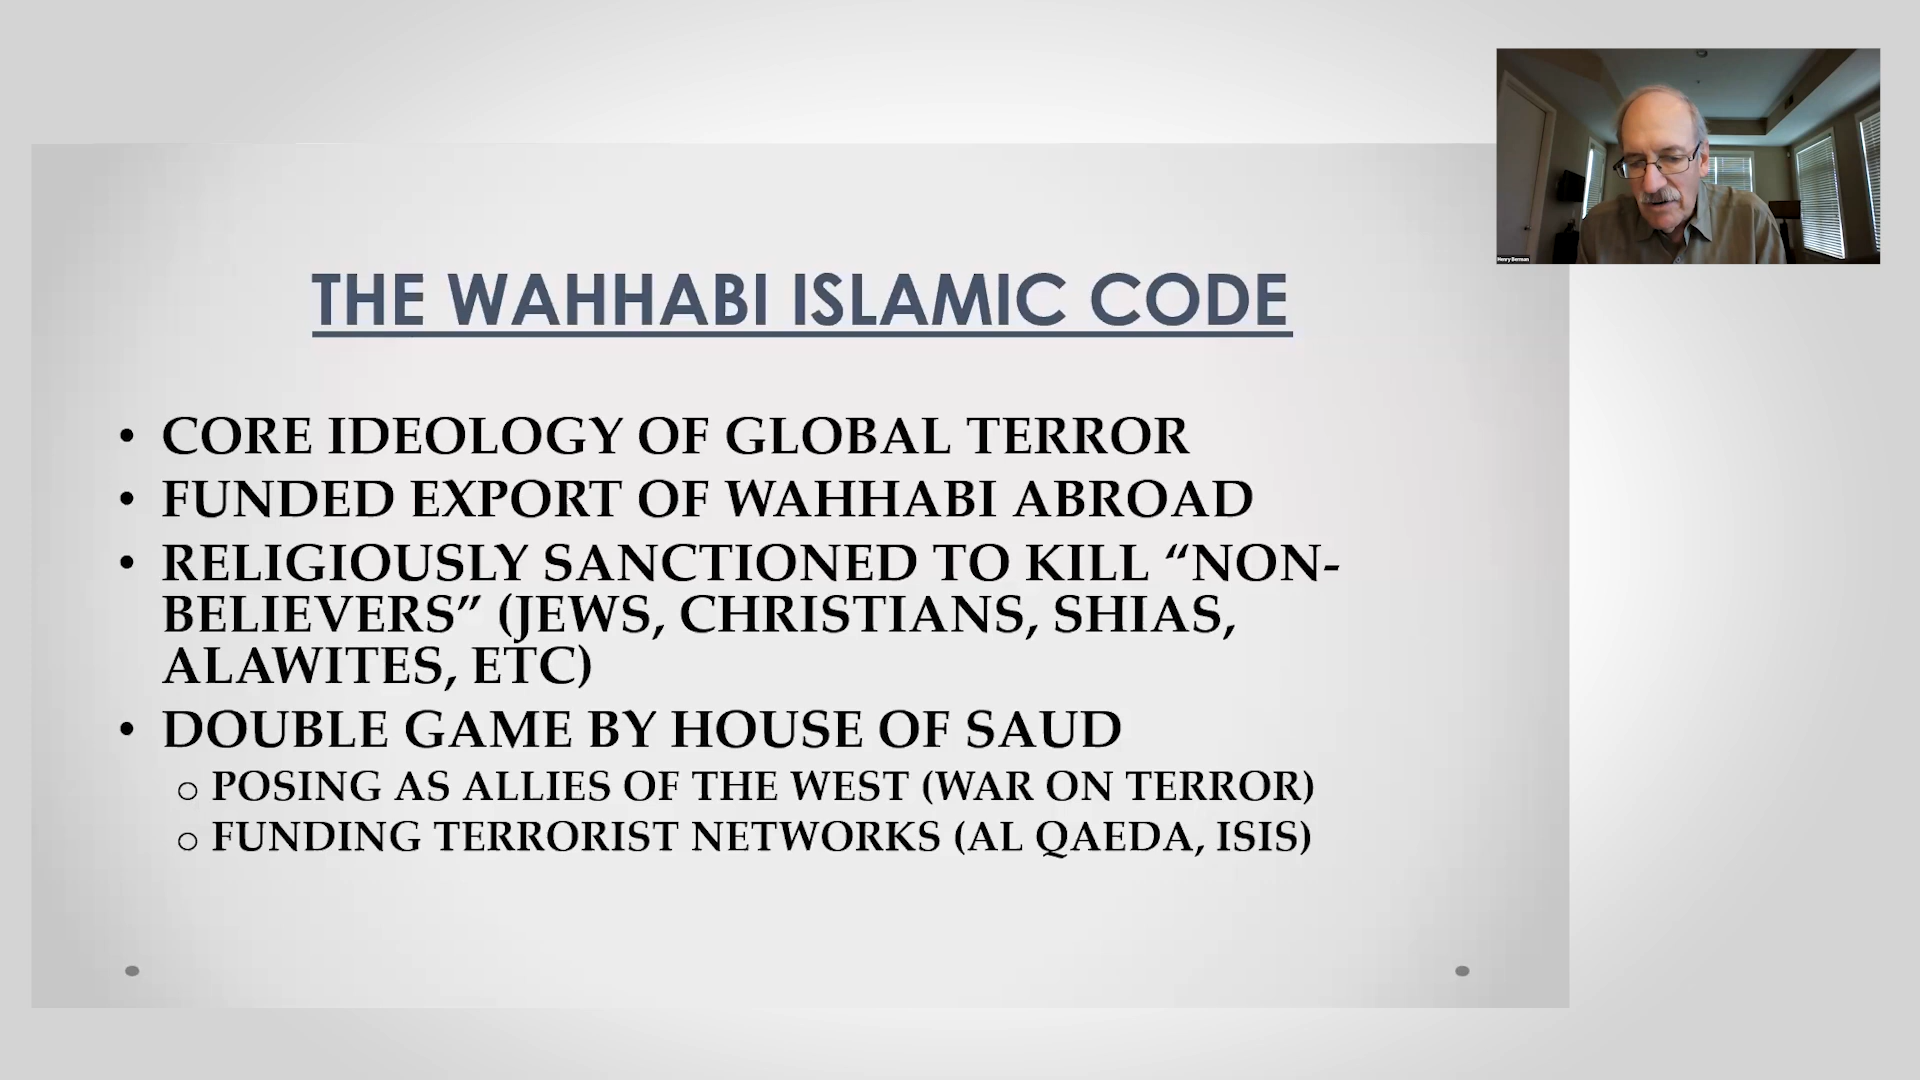 Henry Berman
THE WAHHABI ISLAMIC CODE
• CORE IDEOLOGY OF GLOBAL TERROR
• FUNDED EXPORT OF WAHHABI ABROAD
• RELIGIOUSLY SANCTIONED TO KILL “NON-
BELIEVERS” (JEWS, CHRISTIANS, SHIAS,
ALAWITES, ETC)
• DOUBLE GAME BY HOUSE OF SAUD
o POSING AS ALLIES OF THE WEST (WAR ON TERROR)
o FUNDING TERRORIST NETWORKS (AL QAEDA, ISIS)